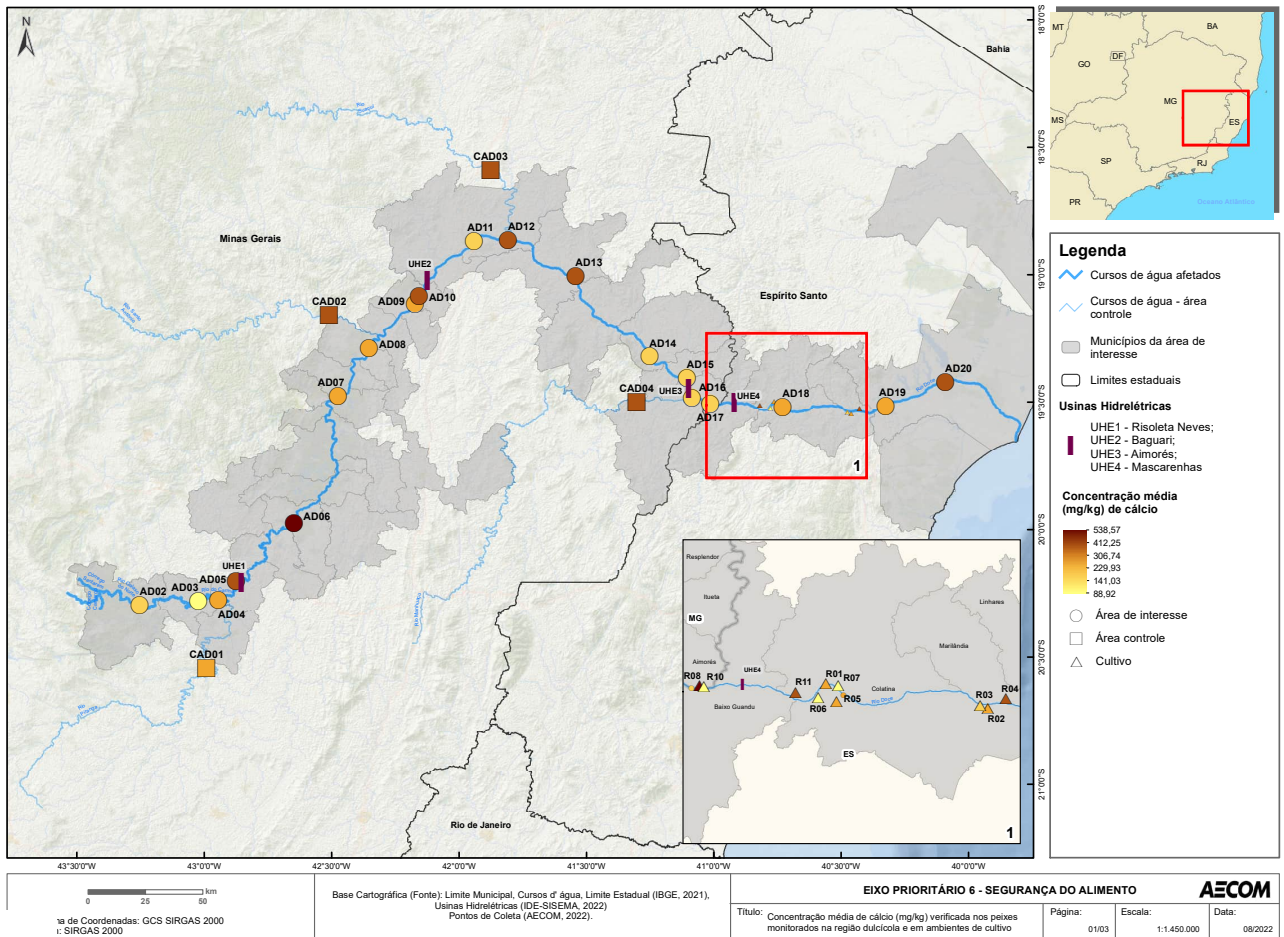 N
Bahia
Minas Gerais
Espírito Santo
Rio de Janeiro
CAD03
AD11
AD12
UHE2
AD13
AD09
AD10
CAD02
AD08
AD14
AD15
CAD04
UHE3
AD16
AD17
UHE4
AD18
AD19
AD20
AD07
1
AD06
UHE1
AD05
AD03
AD02
AD04
CAD01
Rio Doce
18°0'0"S
18°30'0"S
19°0'0"S
19°30'0"S
20°0'0"S
20°30'0"S
21°0'0"S
43°30'0"W
43°0'0"W
42°30'0"W
42°0'0"W
41°30'0"W
41°0'0"W
40°30'0"W
40°0'0"W
Resplendor
Itueta
MG
Aimorés
UHE4
R08
R10
Baixo Guandu
R11
R01
R07
R06
R05
Colatina
Rio Doce
Marilândia
Linhares
R03
R04
R02
ES
1
MT
BA
GO
DF
MG
MS
ES
SP
RJ
PR
Oceano Atlântico
Legenda
Cursos de água afetados
Cursos de água - área
controle
Municípios da área de
interesse
Limites estaduais
Usinas Hidrelétricas
UHE1 - Risoleta Neves;
UHE2 - Baguari;
UHE3 - Aimorés;
UHE4 - Mascarenhas
Concentração média
(mg/kg) de cálcio
538,57
412,25
306,74
229,93
141,03
88,92
Área de interesse
Área controle
Cultivo
km
0 25 50
na de Coordenadas: GCS SIRGAS 2000
: SIRGAS 2000
Base Cartográfica (Fonte): Limite Municipal, Cursos d' água, Limite Estadual (IBGE, 2021),
Usinas Hidrelétricas (IDE-SISEMA, 2022)
Pontos de Coleta (AECOM, 2022).
EIXO PRIORITÁRIO 6 - SEGURANÇA DO ALIMENTO
AECOM
Título:
Concentração média de cálcio (mg/kg) verificada nos peixes
monitorados na região dulcícola e em ambientes de cultivo
Página:
01/03
Escala:
1:1.450.000
Data:
08/2022